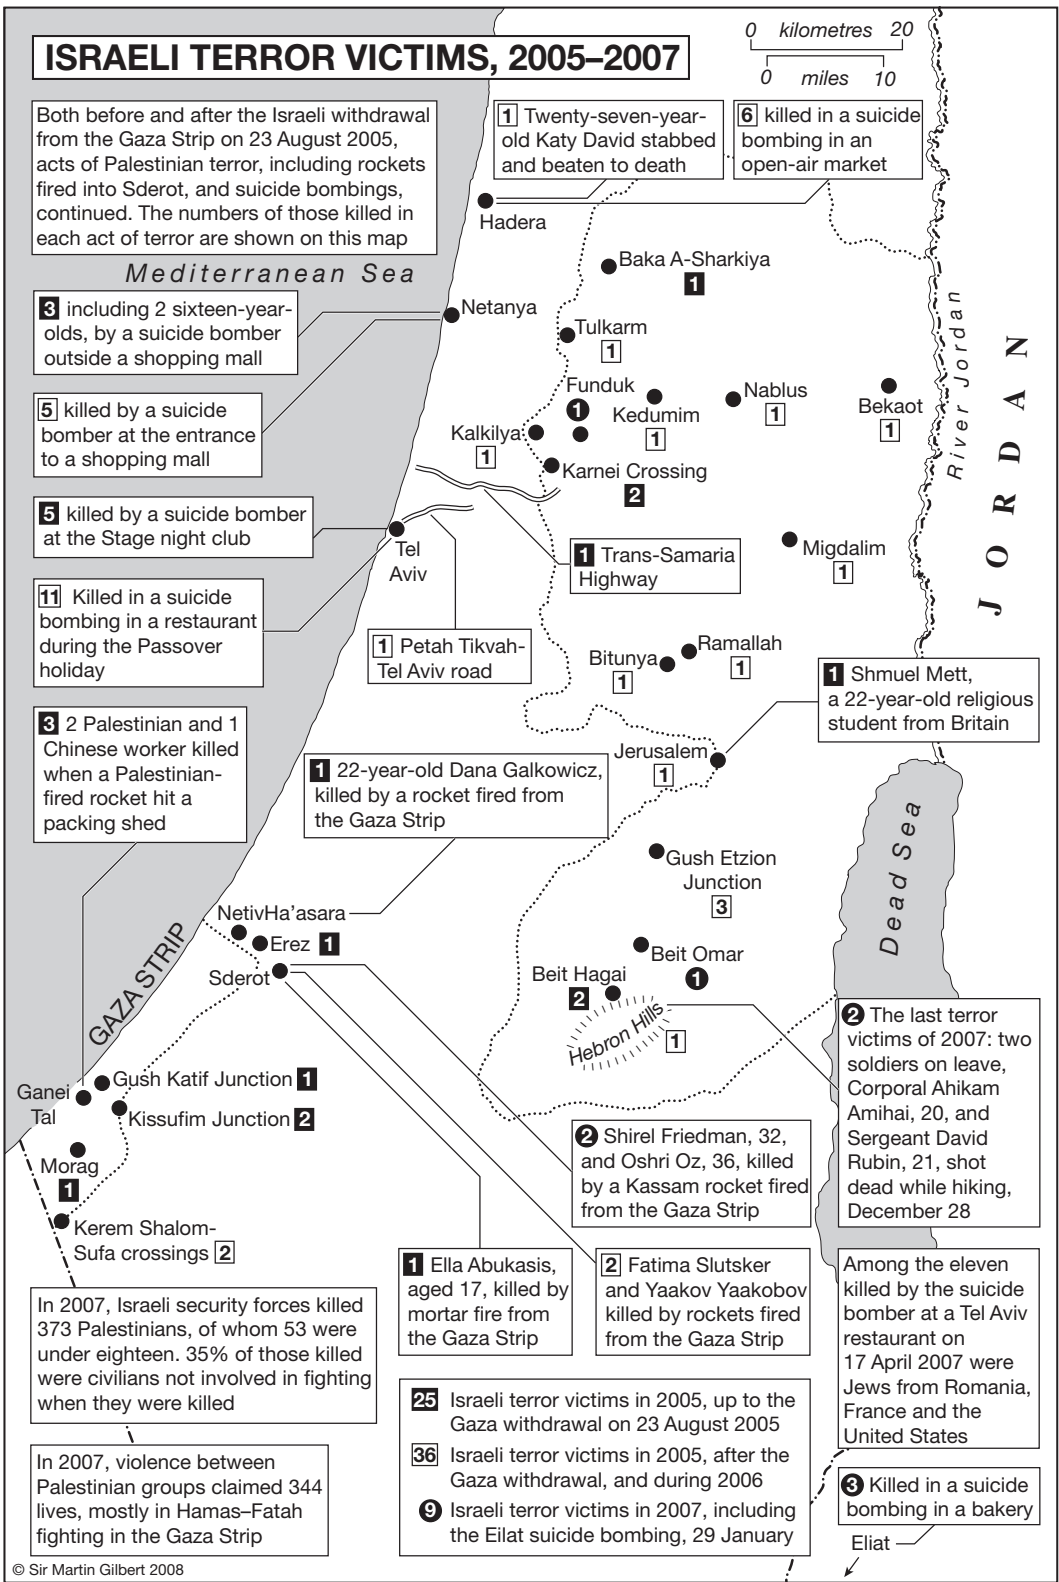 ISRAELI TERROR VICTIMS, 2005–2007
0 kilometres 20
0 miles 10
Both before and after the Israeli withdrawal
from the Gaza Strip on 23 August 2005,
acts of Palestinian terror, including rockets
fired into Sderot, and suicide bombings,
continued. The numbers of those killed in
each act of terror are shown on this map
1 Twenty-seven-year-
old Katy David stabbed
and beaten to death
6 killed in a suicide
bombing in an
open-air market
Hadera
Mediterranean Sea
Baka A-Sharkiya
1
3 including 2 sixteen-year-
olds, by a suicide bomber
outside a shopping mall
Netanya
Tulkarm
1
River Jordan
JORDAN
5 killed by a suicide
bomber at the entrance
to a shopping mall
Funduk
1
Kedumim
1
Nablus
1
Bekaot
1
Kalkilya
1
Karnei Crossing
2
5 killed by a suicide bomber
at the Stage night club
Tel
Aviv
1 Trans-Samaria
Highway
Migdalim
1
11 Killed in a suicide
bombing in a restaurant
during the Passover
holiday
1 Petah Tikvah-
Tel Aviv road
Bitunya
1
Ramallah
1
1 Shmuel Mett,
a 22-year-old religious
student from Britain
3 2 Palestinian and 1
Chinese worker killed
when a Palestinian-
fired rocket hit a
packing shed
1 22-year-old Dana Galkowicz,
killed by a rocket fired from
the Gaza Strip
Jerusalem
1
Dead Sea
Gush Etzion
Junction
3
NetivHa'asara
Erez 1
Sderot
GAZA STRIP
Beit Omar
1
Beit Hagai
2
Hebron Hills
1
2 The last terror
victims of 2007: two
soldiers on leave,
Corporal Ahikam
Amihai, 20, and
Sergeant David
Rubin, 21, shot
dead while hiking,
December 28
Ganei
Tal
Gush Katif Junction 1
Kissufim Junction 2
Morag
1
Kerem Shalom-
Sufa crossings 2
2 Shirel Friedman, 32,
and Oshri Oz, 36, killed
by a Kassam rocket fired
from the Gaza Strip
1 Ella Abukasis,
aged 17, killed by
mortar fire from
the Gaza Strip
2 Fatima Slutsker
and Yaakov Yaakobov
killed by rockets fired
from the Gaza Strip
Among the eleven
killed by the suicide
bomber at a Tel Aviv
restaurant on
17 April 2007 were
Jews from Romania,
France and the
United States
In 2007, Israeli security forces killed
373 Palestinians, of whom 53 were
under eighteen. 35% of those killed
were civilians not involved in fighting
when they were killed
In 2007, violence between
Palestinian groups claimed 344
lives, mostly in Hamas–Fatah
fighting in the Gaza Strip
25 Israeli terror victims in 2005, up to the
Gaza withdrawal on 23 August 2005
36 Israeli terror victims in 2005, after the
Gaza withdrawal, and during 2006
9 Israeli terror victims in 2007, including
the Eilat suicide bombing, 29 January
3 Killed in a suicide
bombing in a bakery
Eliat
© Sir Martin Gilbert 2008